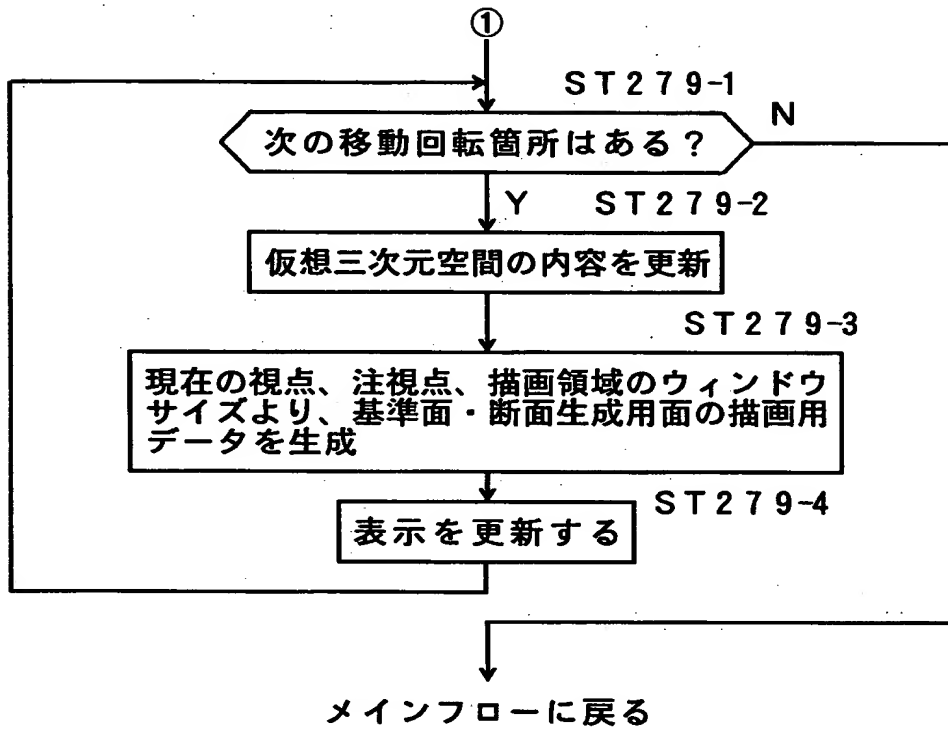 ①
ST279-1
次の移動回転箇所はある？
N
Y
ST279-2
仮想三次元空間の内容を更新
ST279-3
現在の視点、注視点、描画領域のウィンドウ
サイズより、基準面・断面生成用面の描画用
データを生成
ST279-4
表示を更新する
メインフローに戻る